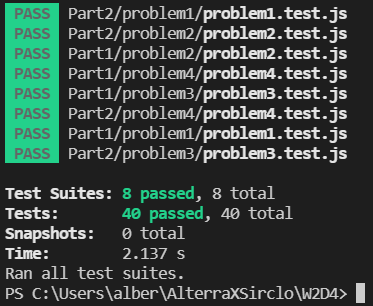 PASS Part2/problem1/problem1.test.js
PASS Part2/problem2/problem2.test.js
PASS Part1/problem2/problem2.test.js
PASS Part1/problem4/problem4.test.js
PASS Part1/problem3/problem3.test.js
PASS Part2/problem4/problem4.test.js
PASS Part1/problem1/problem1.test.js
PASS Part2/problem3/problem3.test.js
Test Suites: 8 passed, 8 total
Tests: 40 passed, 40 total
Snapshots: 0 total
Time: 2.137 s
Ran all test suites.
PS C:\Users\alber\AlterraXSirclo\W2D4>